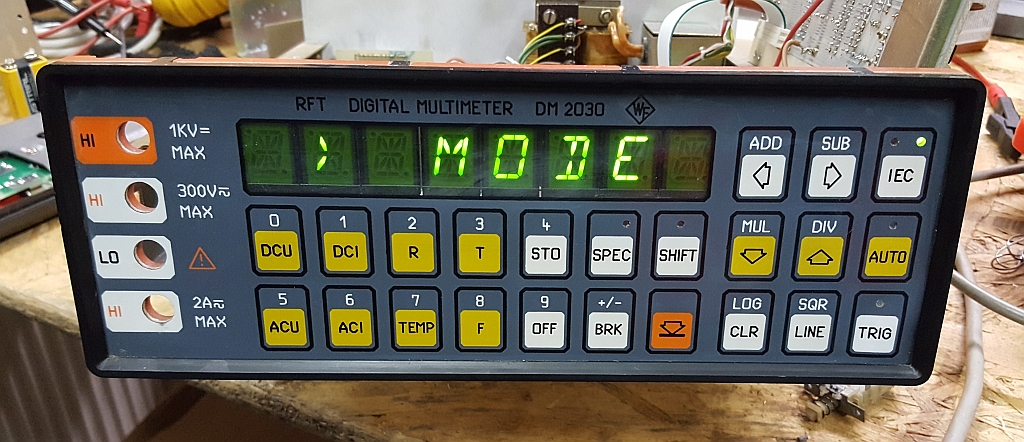 RFT DIGITAL MULTIMETER DM 2030 WF
HI 1KV= MAX
> MODE
ADD SUB
IEC
HI 300V≂ MAX
0 1 2 3 4
DCU DCI R T STO SPEC SHIFT
MUL DIV
AUTO
LO
5 6 7 8 9 +/-
ACU ACI TEMP F OFF BRK
LOG SQR
CLR LINE TRIG
HI 2A≂ MAX